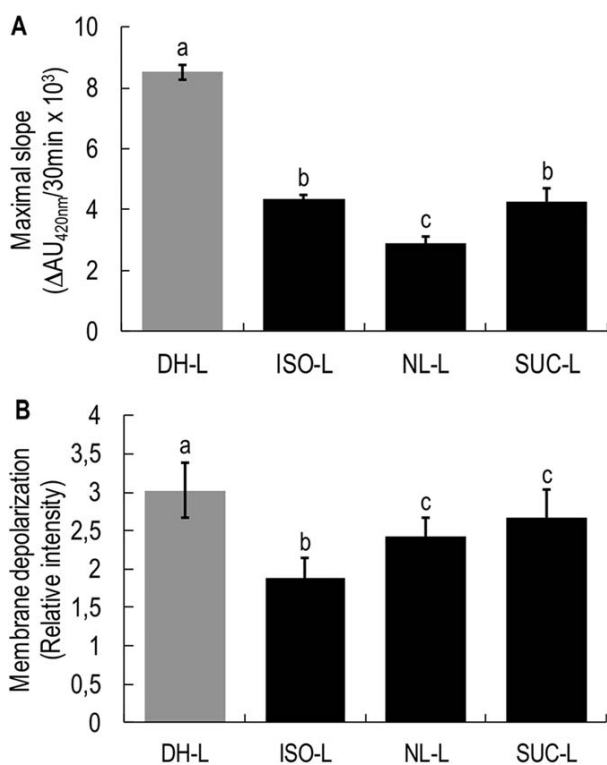 A
Maximal slope
(ΔAU420nm/30min x 10³)
10
8
6
4
2
0
a
b
c
b
DH-L
ISO-L
NL-L
SUC-L
B
Membrane depolarization
(Relative intensity)
4
3,5
3
2,5
2
1,5
1
0,5
0
a
b
c
c
DH-L
ISO-L
NL-L
SUC-L